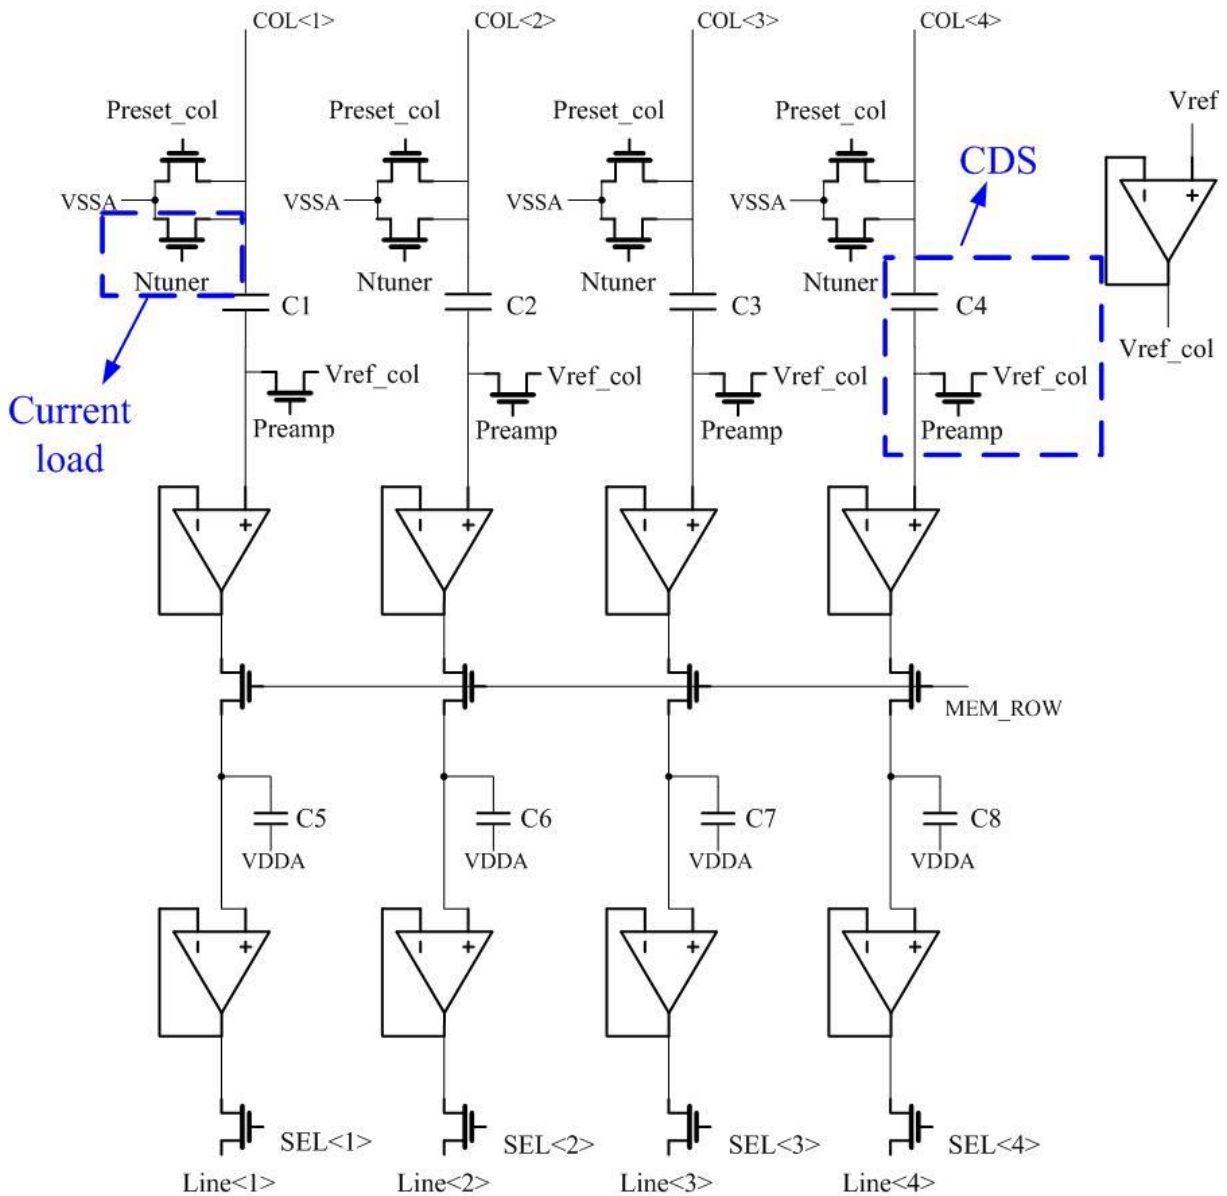 COL<1>
COL<2>
COL<3>
COL<4>
Preset_col
Preset_col
Preset_col
Preset_col
Vref
CDS
VSSA
VSSA
VSSA
VSSA
- +
Ntuner
Ntuner
Ntuner
Ntuner
C1
C2
C3
C4
Vref_col
Vref_col
Vref_col
Vref_col
Vref_col
Current
load
Preamp
Preamp
Preamp
Preamp
- +
- +
- +
- +
MEM_ROW
C5
C6
C7
C8
VDDA
VDDA
VDDA
VDDA
- +
- +
- +
- +
SEL<1>
SEL<2>
SEL<3>
SEL<4>
Line<1>
Line<2>
Line<3>
Line<4>